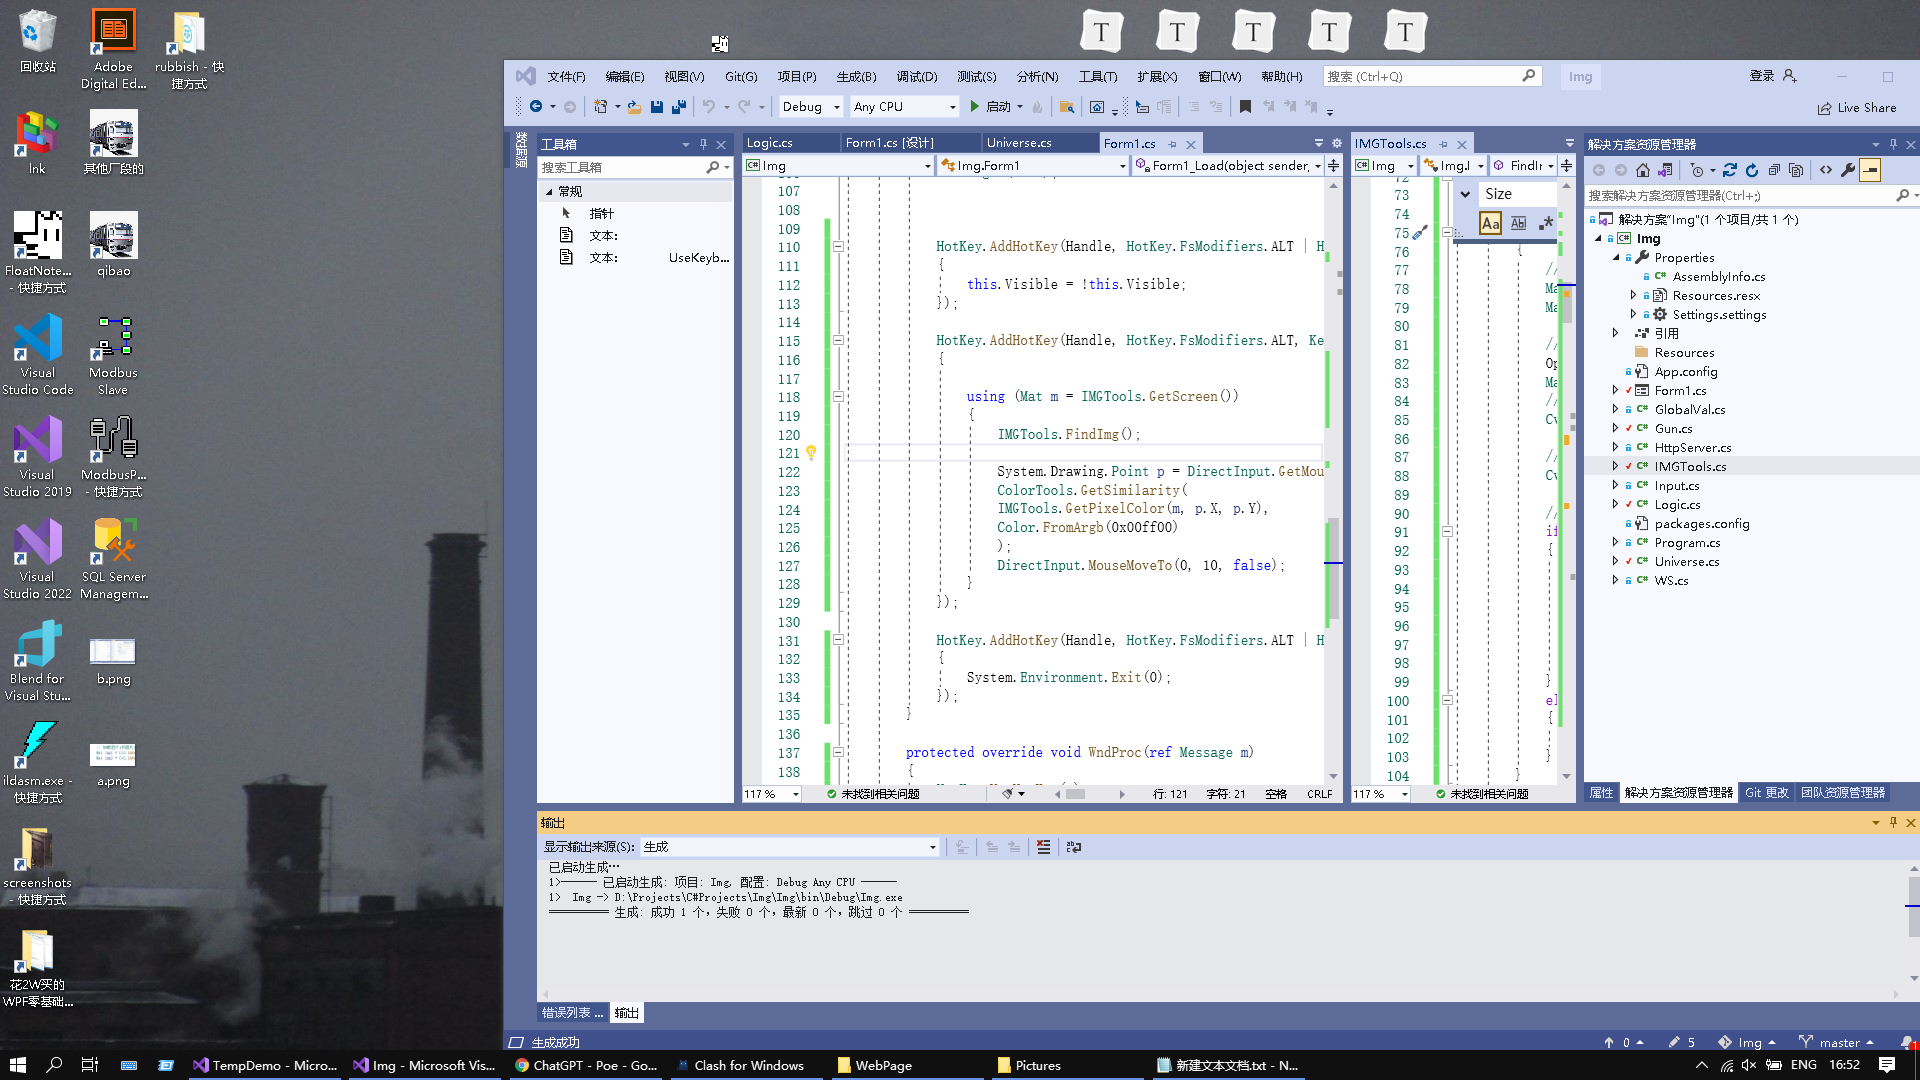 回收站
Adobe
Digital Ed...
rubbish - 快
捷方式
lnk
其他厂段的
FloatNote...
- 快捷方式
qibao
Visual
Studio Code
Modbus
Slave
Visual
Studio 2019
ModbusP...
- 快捷方式
Visual
Studio 2022
SQL Server
Managem...
Blend for
Visual Stu...
b.png
ildasm.exe -
快捷方式
a.png
screenshots
- 快捷方式
花2W买的
WPF零基础...
T T T T T
文件(F) 编辑(E) 视图(V) Git(G) 项目(P) 生成(B) 调试(D) 测试(S) 分析(N) 工具(T) 扩展(X) 窗口(W) 帮助(H) 搜索 (Ctrl+Q) Img 登录
Debug Any CPU 启动 Live Share
数据源
工具箱
搜索工具箱
常规
指针
文本:
文本: UseKeyb...
Logic.cs Form1.cs [设计] Universe.cs Form1.cs
Img Img.Form1 Form1_Load(object sender,
107
108
109
110 HotKey.AddHotKey(Handle, HotKey.FsModifiers.ALT | H
111 {
112 this.Visible = !this.Visible;
113 });
114
115 HotKey.AddHotKey(Handle, HotKey.FsModifiers.ALT, Ke
116 {
117
118 using (Mat m = IMGTools.GetScreen())
119 {
120 IMGTools.FindImg();
121
122 System.Drawing.Point p = DirectInput.GetMou
123 ColorTools.GetSimilarity(
124 IMGTools.GetPixelColor(m, p.X, p.Y),
125 Color.FromArgb(0x00ff00)
126 );
127 DirectInput.MouseMoveTo(0, 10, false);
128 }
129 });
130
131 HotKey.AddHotKey(Handle, HotKey.FsModifiers.ALT | H
132 {
133 System.Environment.Exit(0);
134 });
135 }
136
137 protected override void WndProc(ref Message m)
138 {
117 % 未找到相关问题 行: 121 字符: 21 空格 CRLF
IMGTools.cs
Img Img.I FindIr
Size
Aa Ab .*
72
73
74
75
76 {
77 //
78 Ma
79 Ma
80
81 //
82 Op
83 Ma
84 //
85 Cv
86
87 //
88 Cv
89
90 //
91 if
92 {
93
94
95
96
97
98
99 }
100 el
101 {
102
103 }
104 }
117 % 未找到相关问题
解决方案资源管理器
搜索解决方案资源管理器(Ctrl+;)
解决方案"Img"(1 个项目/共 1 个)
Img
Properties
AssemblyInfo.cs
Resources.resx
Settings.settings
引用
Resources
App.config
Form1.cs
GlobalVal.cs
Gun.cs
HttpServer.cs
IMGTools.cs
Input.cs
Logic.cs
packages.config
Program.cs
Universe.cs
WS.cs
属性 解决方案资源管理器 Git 更改 团队资源管理器
输出
显示输出来源(S): 生成
已启动生成…
1>------ 已启动生成: 项目: Img, 配置: Debug Any CPU ------
1> Img -> D:\Projects\C#Projects\Img\Img\bin\Debug\Img.exe
========== 生成: 成功 1 个，失败 0 个，最新 0 个，跳过 0 个 ==========
错误列表 ... 输出
生成成功 0 5 Img master 1
TempDemo - Micro... Img - Microsoft Vis... ChatGPT - Poe - Go... Clash for Windows WebPage Pictures 新建文本文档.txt - N... ENG 16:52